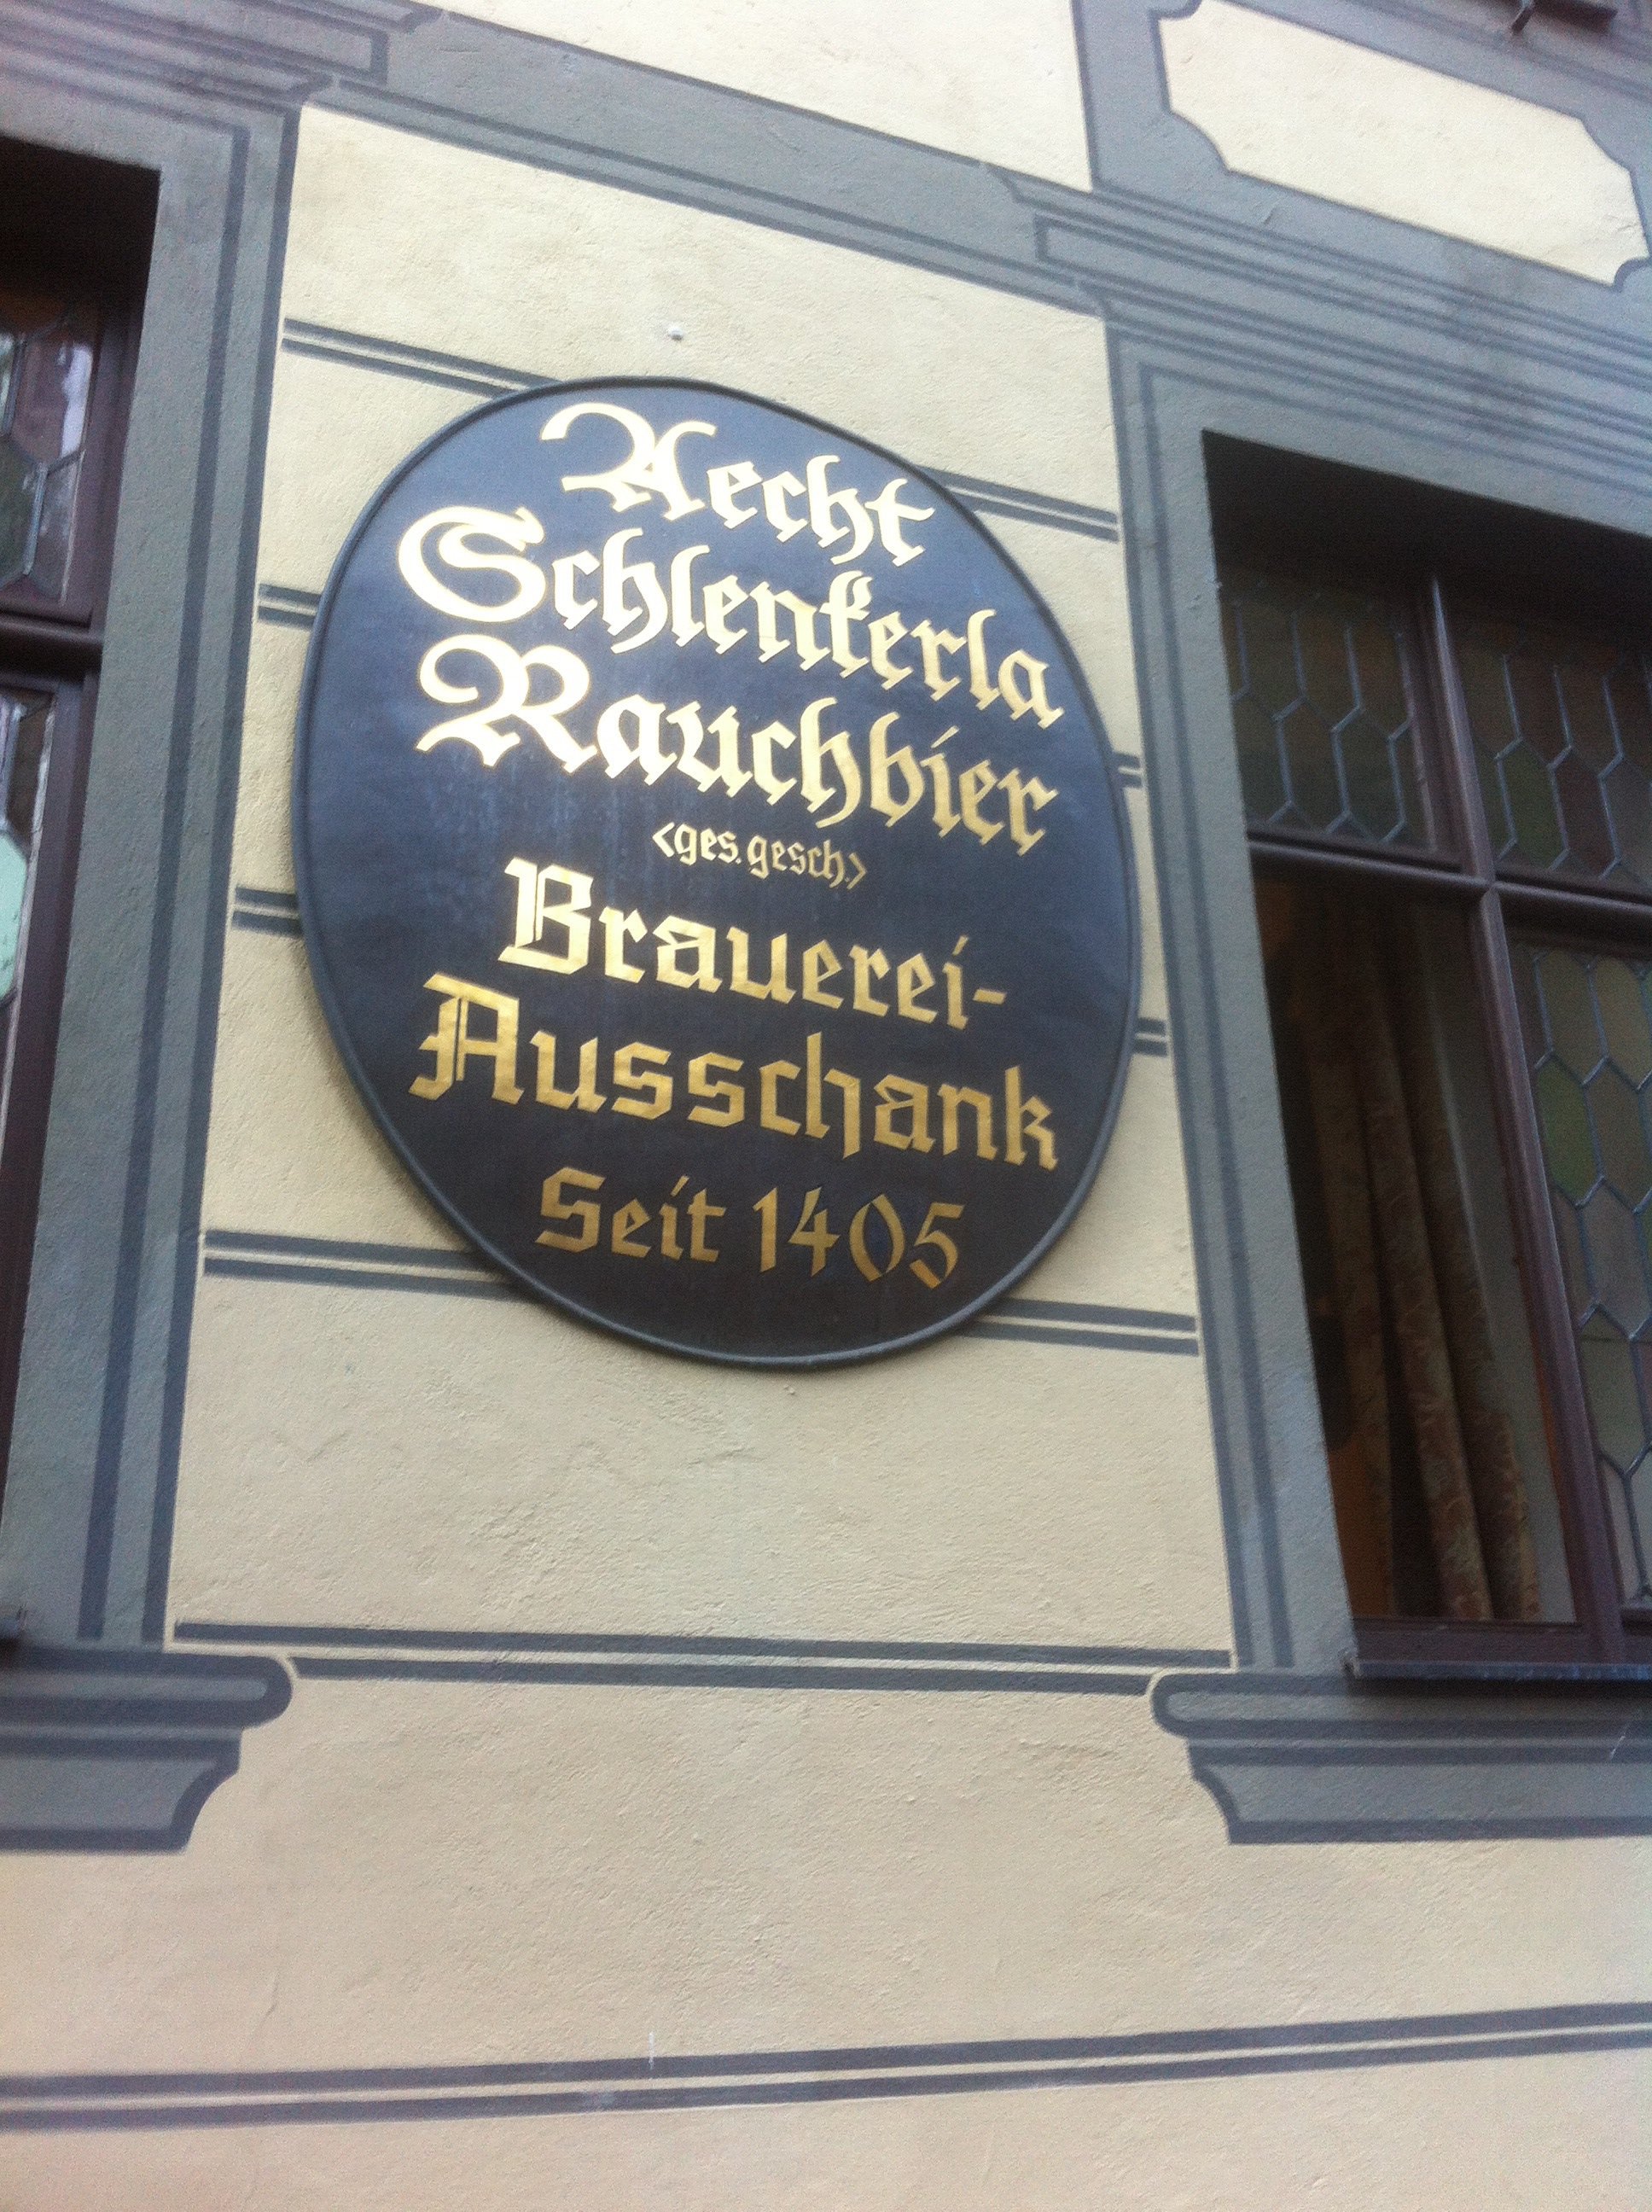 Aecht
Schlenkerla
Rauchbier
<ges. gesch.>
Brauerei-
Ausschank
Seit 1405